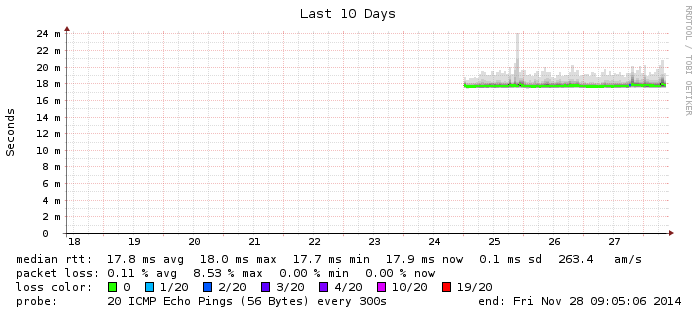 Last 10 Days
RRDTOOL / TOBI OETIKER
Seconds
24 m
22 m
20 m
18 m
16 m
14 m
12 m
10 m
8 m
6 m
4 m
2 m
0
18 19 20 21 22 23 24 25 26 27
median rtt: 17.8 ms avg 18.0 ms max 17.7 ms min 17.9 ms now 0.1 ms sd 263.4 am/s
packet loss: 0.11 % avg 8.53 % max 0.00 % min 0.00 % now
loss color: 0 1/20 2/20 3/20 4/20 10/20 19/20
probe: 20 ICMP Echo Pings (56 Bytes) every 300s end: Fri Nov 28 09:05:06 2014